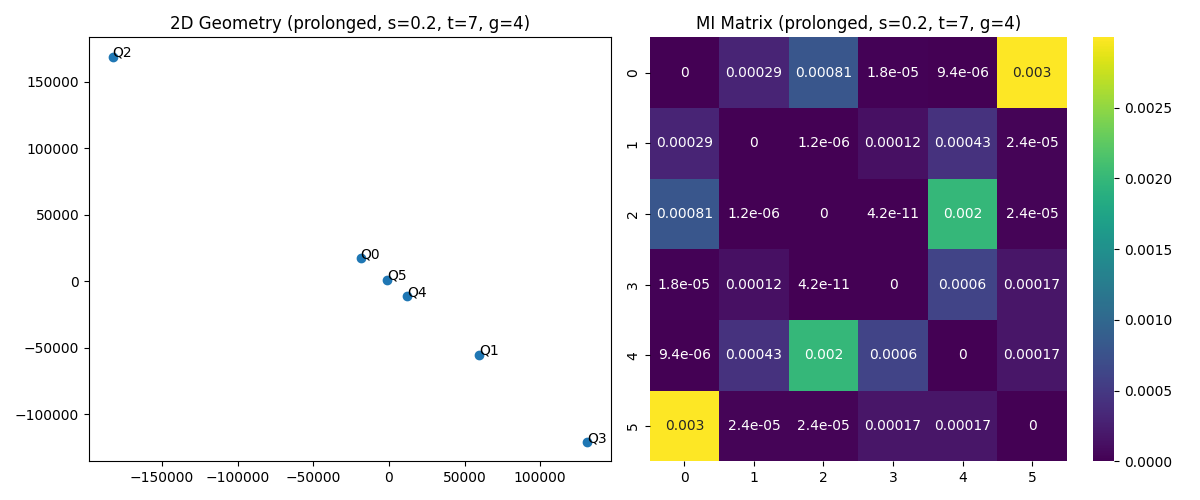 2D Geometry (prolonged, s=0.2, t=7, g=4)
150000
100000
50000
0
−50000
−100000
−150000
−100000
−50000
0
50000
100000
Q2
Q0
Q5
Q4
Q1
Q3
MI Matrix (prolonged, s=0.2, t=7, g=4)
0 0 0.00029 0.00081 1.8e-05 9.4e-06 0.003
1 0.00029 0 1.2e-06 0.00012 0.00043 2.4e-05
2 0.00081 1.2e-06 0 4.2e-11 0.002 2.4e-05
3 1.8e-05 0.00012 4.2e-11 0 0.0006 0.00017
4 9.4e-06 0.00043 0.002 0.0006 0 0.00017
5 0.003 2.4e-05 2.4e-05 0.00017 0.00017 0
0 1 2 3 4 5
0.0025
0.0020
0.0015
0.0010
0.0005
0.0000